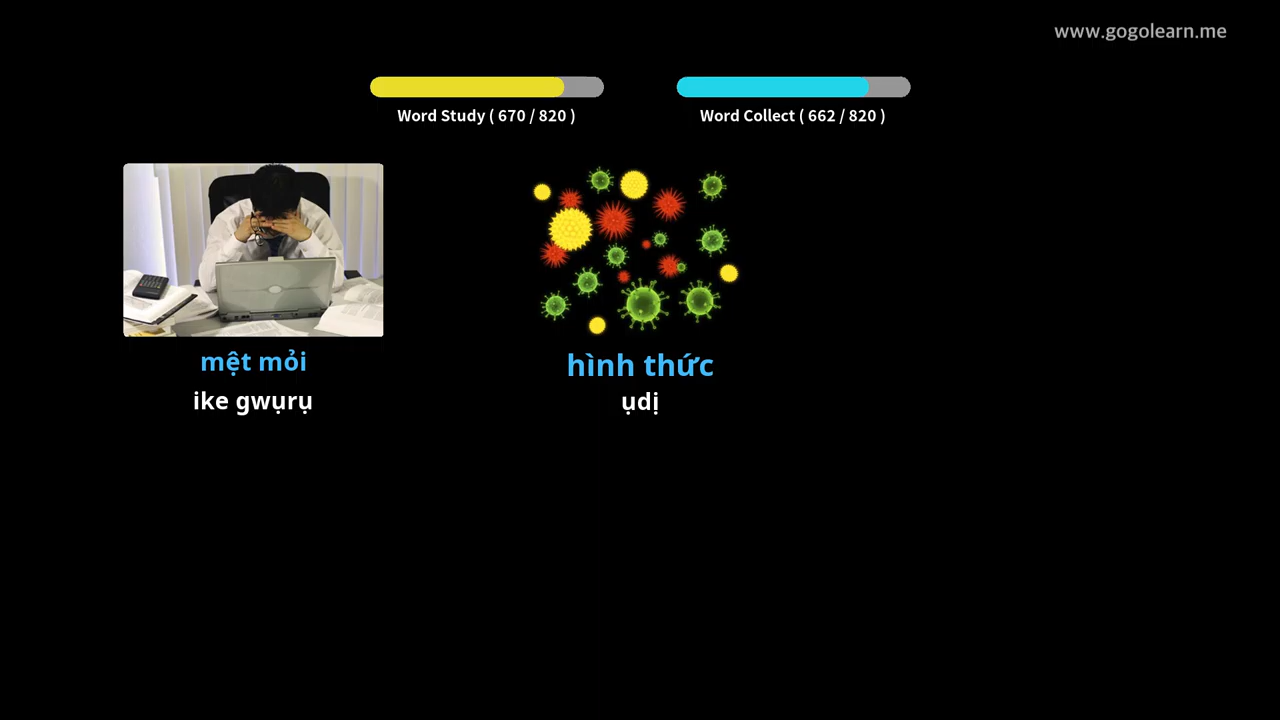 www.gogolearn.me
Word Study ( 670 / 820 )
Word Collect ( 662 / 820 )
mệt mỏi
ike gwụrụ
hình thức
ụdị